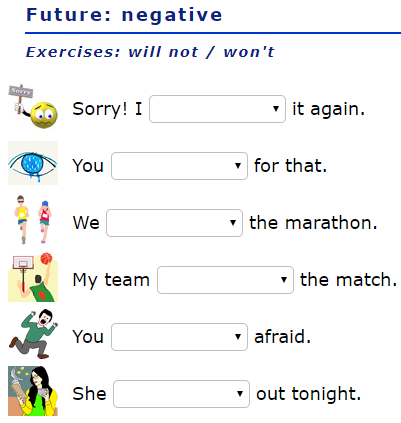 Future: negative
Exercises: will not / won't
SORRY
Sorry! I it again.
You for that.
We the marathon.
My team the match.
You afraid.
She out tonight.